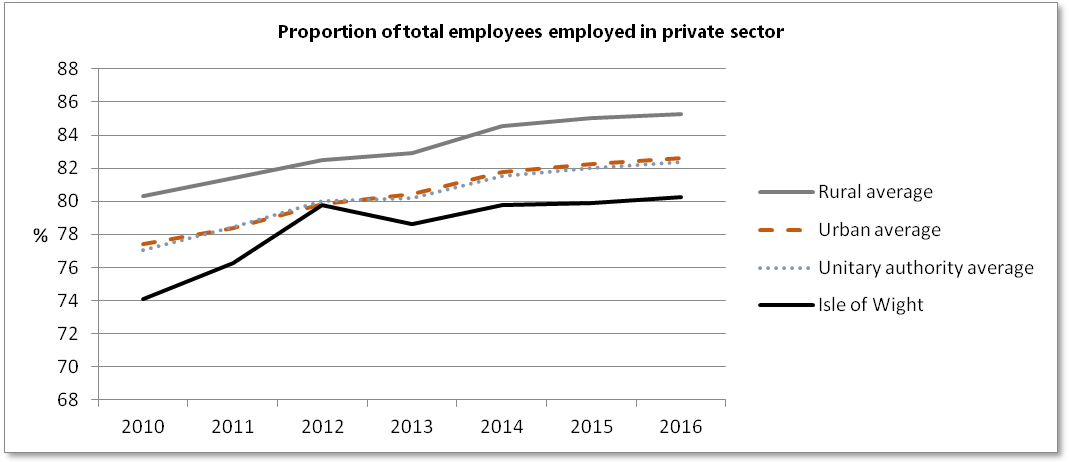 Proportion of total employees employed in private sector
88
86
84
82
80
78
76
74
72
70
68
%
2010 2011 2012 2013 2014 2015 2016
Rural average
Urban average
Unitary authority average
Isle of Wight